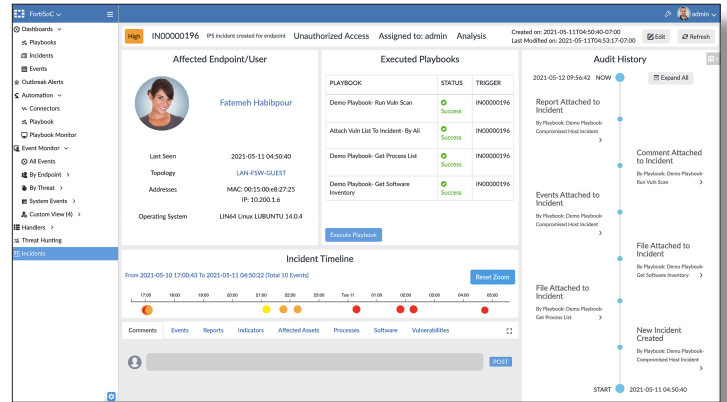 FortiSoC
admin
Dashboards
Playbooks
Incidents
Events
Outbreak Alerts
Automation
Connectors
Playbook
Playbook Monitor
Event Monitor
All Events
By Endpoint
By Threat
System Events
Custom View (4)
Handlers
Threat Hunting
Incidents
High IN00000196 IPS incident created for endpoint Unauthorized Access Assigned to: admin Analysis
Created on: 2021-05-11T04:50:40-07:00
Last Modified on: 2021-05-11T04:53:17-07:00
Edit
Refresh
Affected Endpoint/User
Fatemeh Habibpour
Last Seen 2021-05-11 04:50:40
Topology LAN-FSW-GUEST
Addresses MAC: 00:15:00:e8:27:25
IP: 10.200.1.6
Operating System LIN64 Linux LUBUNTU 14.0.4
Executed Playbooks
PLAYBOOK STATUS TRIGGER
Demo Playbook- Run Vuln Scan Success IN00000196
Attach Vuln List To Incident- By Ali Success IN00000196
Demo Playbook- Get Process List Success IN00000196
Demo Playbook- Get Software
Inventory Success IN00000196
Execute Playbook
Incident Timeline
From 2021-05-10 17:00:43 To 2021-05-11 04:50:22 (Total 10 Events)
Reset Zoom
17:00 18:00 19:00 20:00 21:00 22:00 23:00 Tue 11 01:00 02:00 03:00 04:00 05:00
Comments Events Reports Indicators Affected Assets Processes Software Vulnerabilities
POST
Audit History
2021-05-12 09:56:42 NOW
Expand All
Report Attached to
Incident
By Playbook: Demo Playbook-
Compromised Host Incident
Comment Attached
to Incident
By Playbook: Demo Playbook-
Run Vuln Scan
Events Attached to
Incident
By Playbook: Demo Playbook-
Compromised Host Incident
File Attached to
Incident
By Playbook: Demo Playbook-
Get Software Inventory
File Attached to
Incident
By Playbook: Demo Playbook-
Get Process List
New Incident
Created
By Playbook: Demo Playbook-
Compromised Host Incident
START 2021-05-11 04:50:40